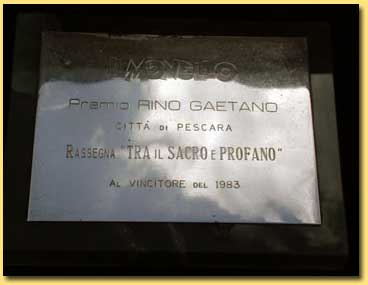 Premio RINO GAETANO
CITTÀ DI PESCARA
RASSEGNA "TRA IL SACRO E PROFANO"
AL VINCITORE DEL 1983